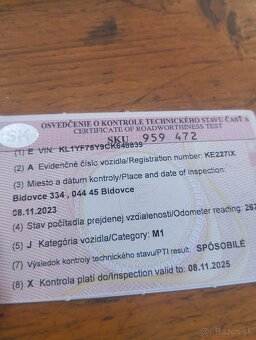 OSVEDČENIE O KONTROLE TECHNICKÉHO STAVU ČASŤ A
CERTIFICATE OF ROADWORTHINESS TEST
SK
SKU 959 472
(1) E VIN: KL1YF75Y9CK648839
(2) A Evidenčné číslo vozidla/Registration number: KE227IX
(3) Miesto a dátum kontroly/Place and date of inspection:
Bidovce 334 , 044 45 Bidovce
08.11.2023
(4) Stav počítadla prejdenej vzdialenosti/Odometer reading: 267
(5) J Kategória vozidla/Category: M1
(7) Výsledok kontroly technického stavu/PTI result: SPÔSOBILÉ
(8) X Kontrola platí do/Inspection valid to: 08.11.2025
Bazos.sk